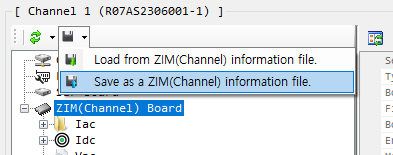 [ Channel 1 (R07AS2306001-1) ]
Load from ZIM(Channel) information file.
Save as a ZIM(Channel) information file.
ZIM(Channel) Board
Iac
Idc